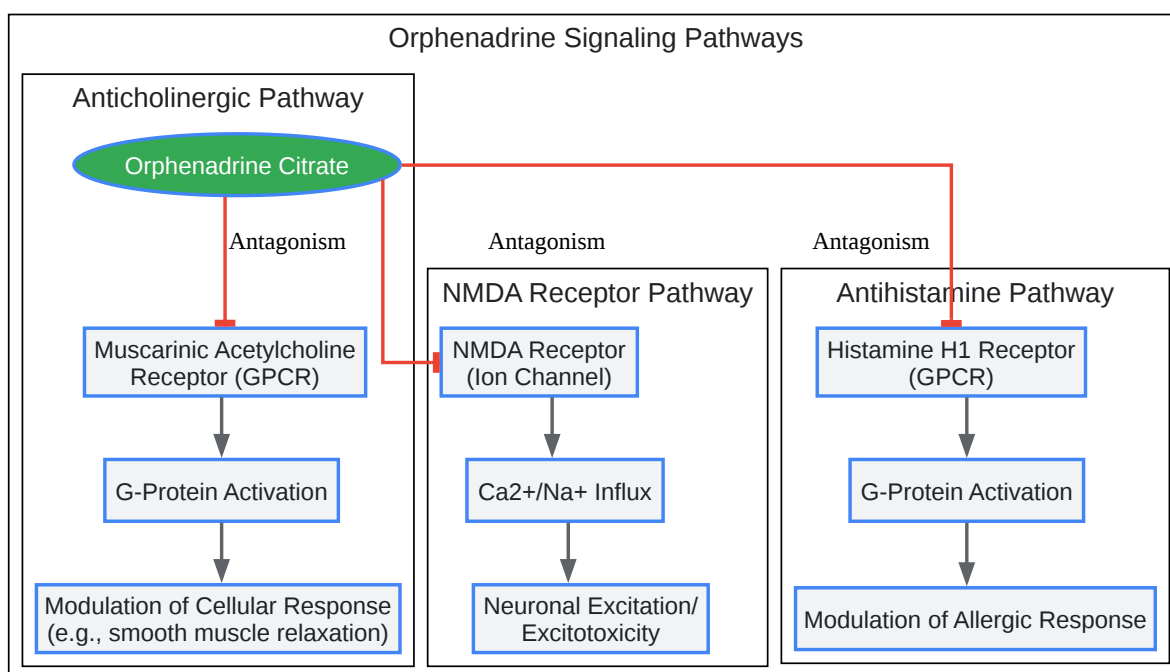 Orphenadrine Signaling Pathways
Anticholinergic Pathway
Orphenadrine Citrate
Antagonism
Antagonism
Antagonism
NMDA Receptor Pathway
Antihistamine Pathway
Muscarinic Acetylcholine
Receptor (GPCR)
NMDA Receptor
(Ion Channel)
Histamine H1 Receptor
(GPCR)
G-Protein Activation
Ca2+/Na+ Influx
G-Protein Activation
Modulation of Cellular Response
(e.g., smooth muscle relaxation)
Neuronal Excitation/
Excitotoxicity
Modulation of Allergic Response